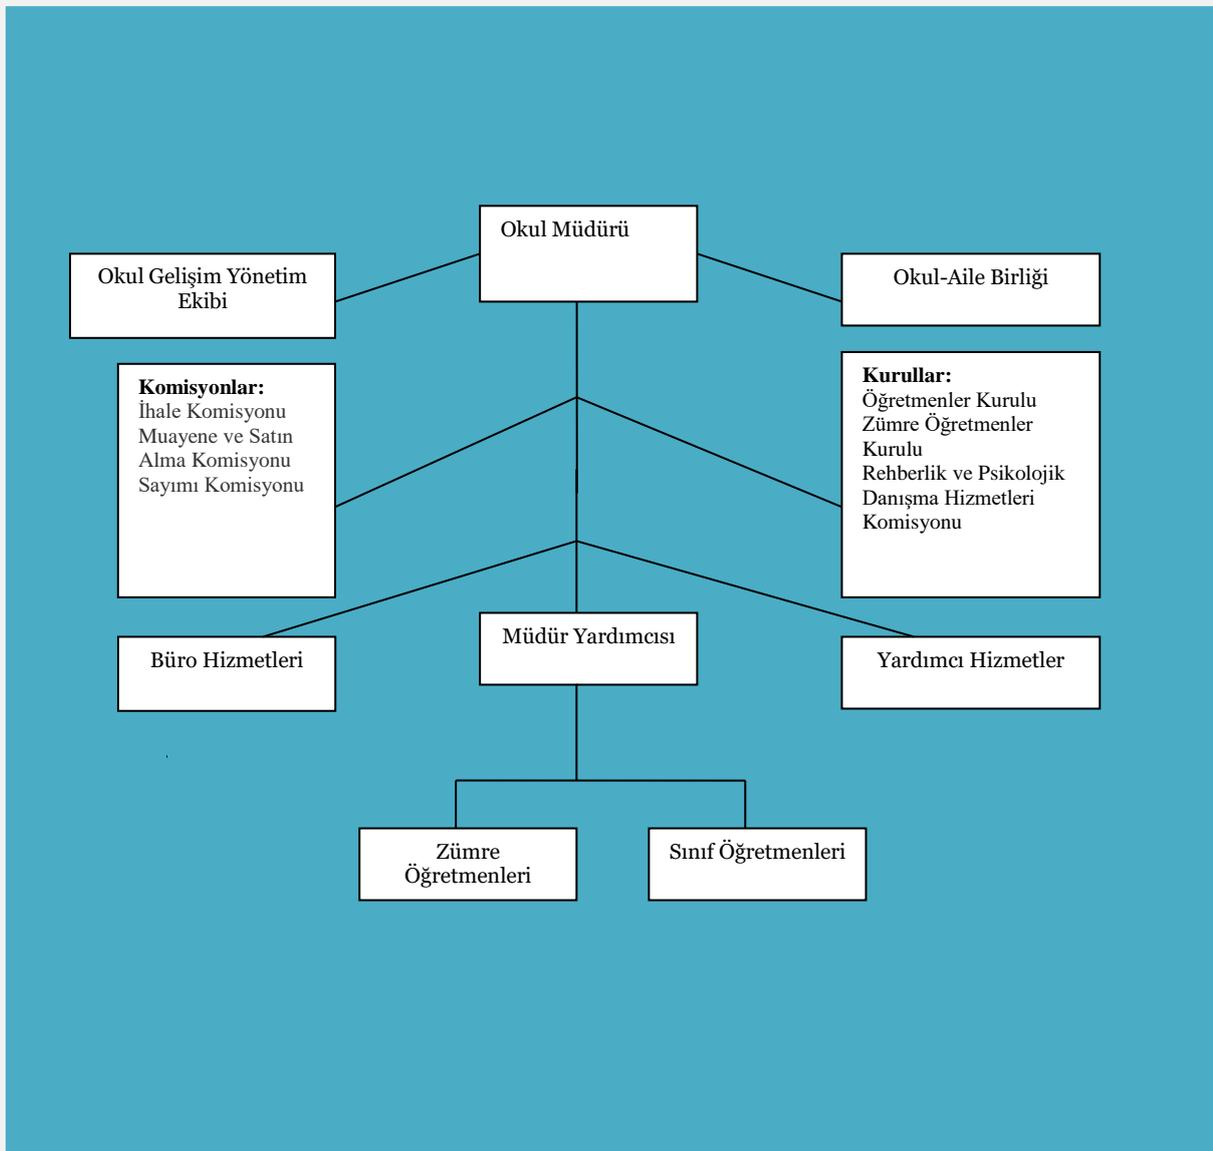 Okul Müdürü
Okul Gelişim Yönetim
Ekibi
Okul-Aile Birliği
Komisyonlar:
İhale Komisyonu
Muayene ve Satın
Alma Komisyonu
Sayımı Komisyonu
Kurullar:
Öğretmenler Kurulu
Zümre Öğretmenler
Kurulu
Rehberlik ve Psikolojik
Danışma Hizmetleri
Komisyonu
Büro Hizmetleri
Müdür Yardımcısı
Yardımcı Hizmetler
Zümre
Öğretmenleri
Sınıf Öğretmenleri